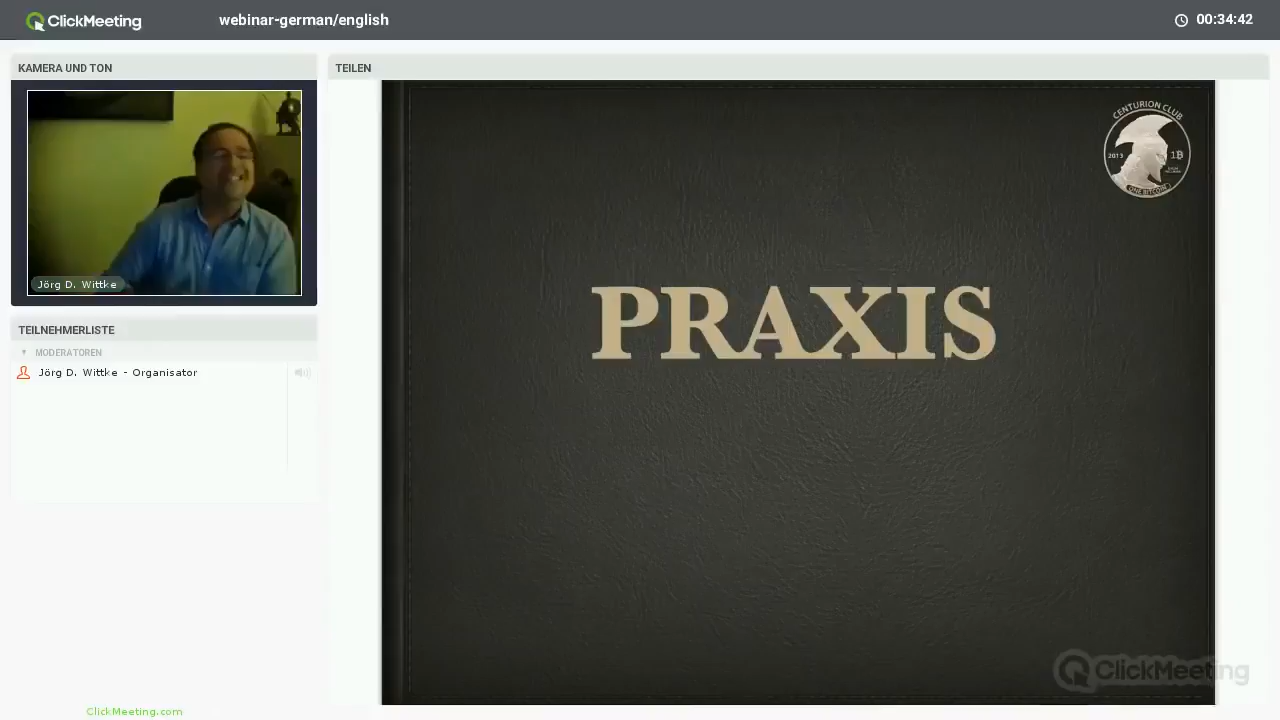 ClickMeeting
webinar-german/english
00:34:42
KAMERA UND TON
Jörg D. Wittke
TEILNEHMERLISTE
MODERATOREN
Jörg D. Wittke - Organisator
ClickMeeting.com
TEILEN
CENTURION CLUB
2013
1₿
ONE BITCOIN
PRAXIS
ClickMeeting